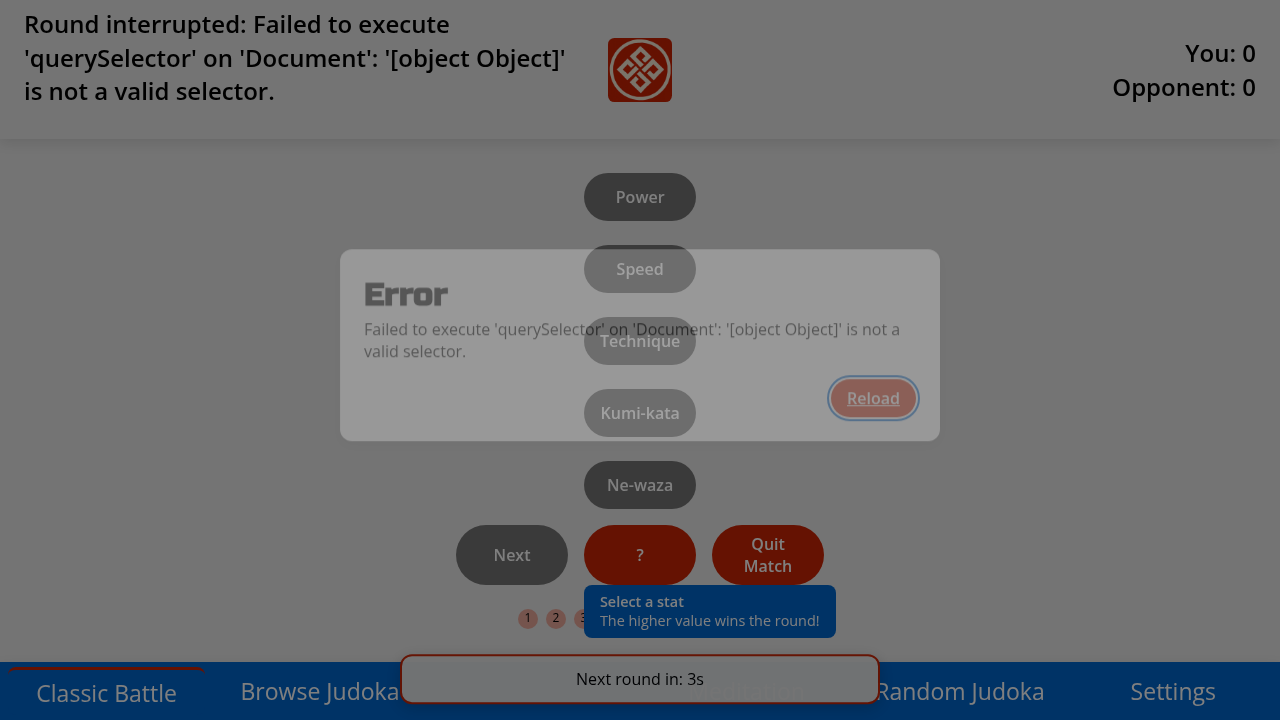 Round interrupted: Failed to execute
'querySelector' on 'Document': '[object Object]'
is not a valid selector.
You: 0
Opponent: 0
Power
Speed
Error
Failed to execute 'querySelector' on 'Document': '[object Object]' is not a
valid selector.
Technique
Reload
Kumi-kata
Ne-waza
Next
?
Quit
Match
1
2
3
Select a stat
The higher value wins the round!
Next round in: 3s
Classic Battle
Browse Judoka
Random Judoka
Settings